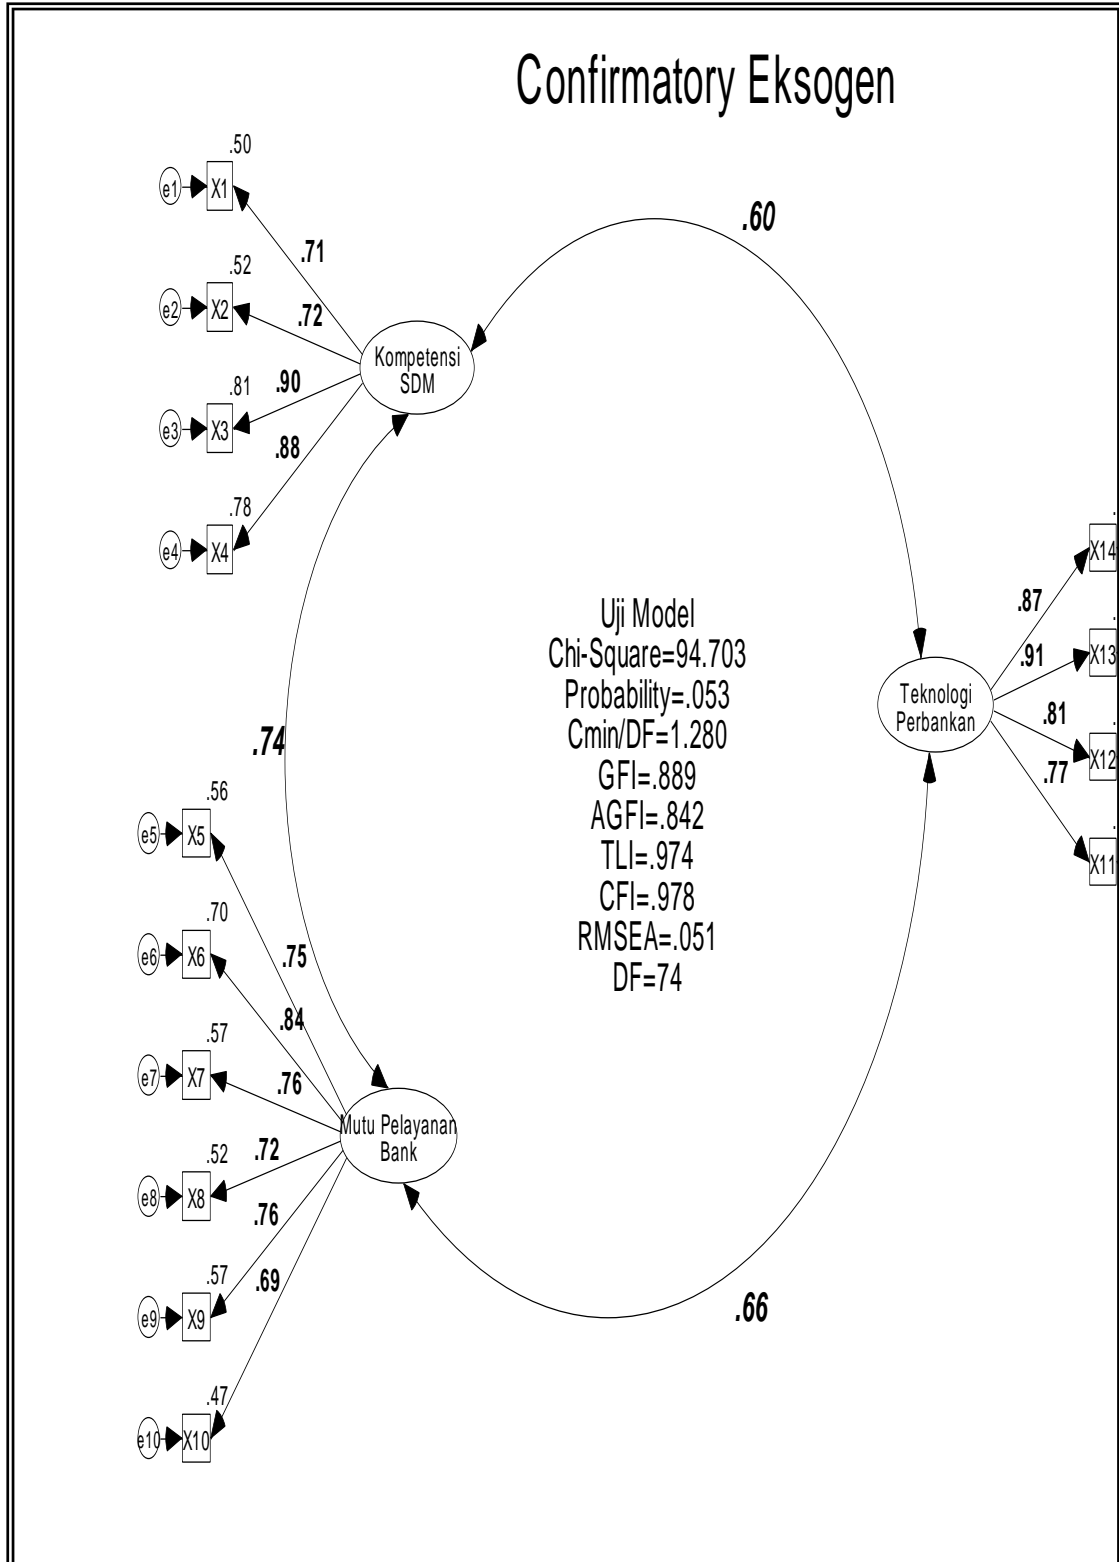 Confirmatory Eksogen
.50
e1
X1
.71
.60
.52
e2
X2
.72
Kompetensi
SDM
.81
.90
e3
X3
.88
.78
e4
X4
.
X14
.87
Uji Model
Chi-Square=94.703
Probability=.053
Cmin/DF=1.280
GFI=.889
AGFI=.842
TLI=.974
CFI=.978
RMSEA=.051
DF=74
.
X13
.91
Teknologi
Perbankan
.81
.
X12
.77
.
X11
.74
.56
e5
X5
.75
.70
e6
X6
.84
.57
e7
X7
.76
Mutu Pelayanan
Bank
.52
.72
e8
X8
.76
.57
.69
e9
X9
.66
.47
e10
X10